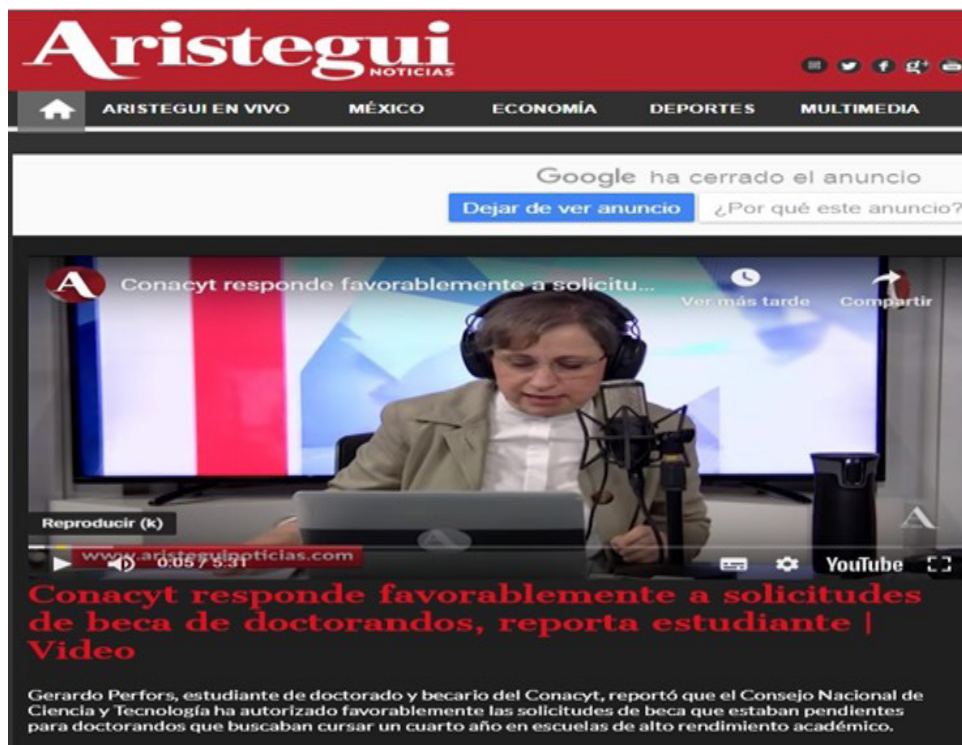 Aristegui
NOTICIAS
g+
ARISTEGUI EN VIVO MÉXICO ECONOMÍA DEPORTES MULTIMEDIA
Google ha cerrado el anuncio
Dejar de ver anuncio ¿Por qué este anuncio?
A Conacyt responde favorablemente a solicitu...
Ver más tarde Compartir
Reproducir (k)
A
www.aristeguinoticias.com
0:05 / 5:31 YouTube
Conacyt responde favorablemente a solicitudes
de beca de doctorandos, reporta estudiante |
Video
Gerardo Perfors, estudiante de doctorado y becario del Conacyt, reportó que el Consejo Nacional de
Ciencia y Tecnología ha autorizado favorablemente las solicitudes de beca que estaban pendientes
para doctorandos que buscaban cursar un cuarto año en escuelas de alto rendimiento académico.